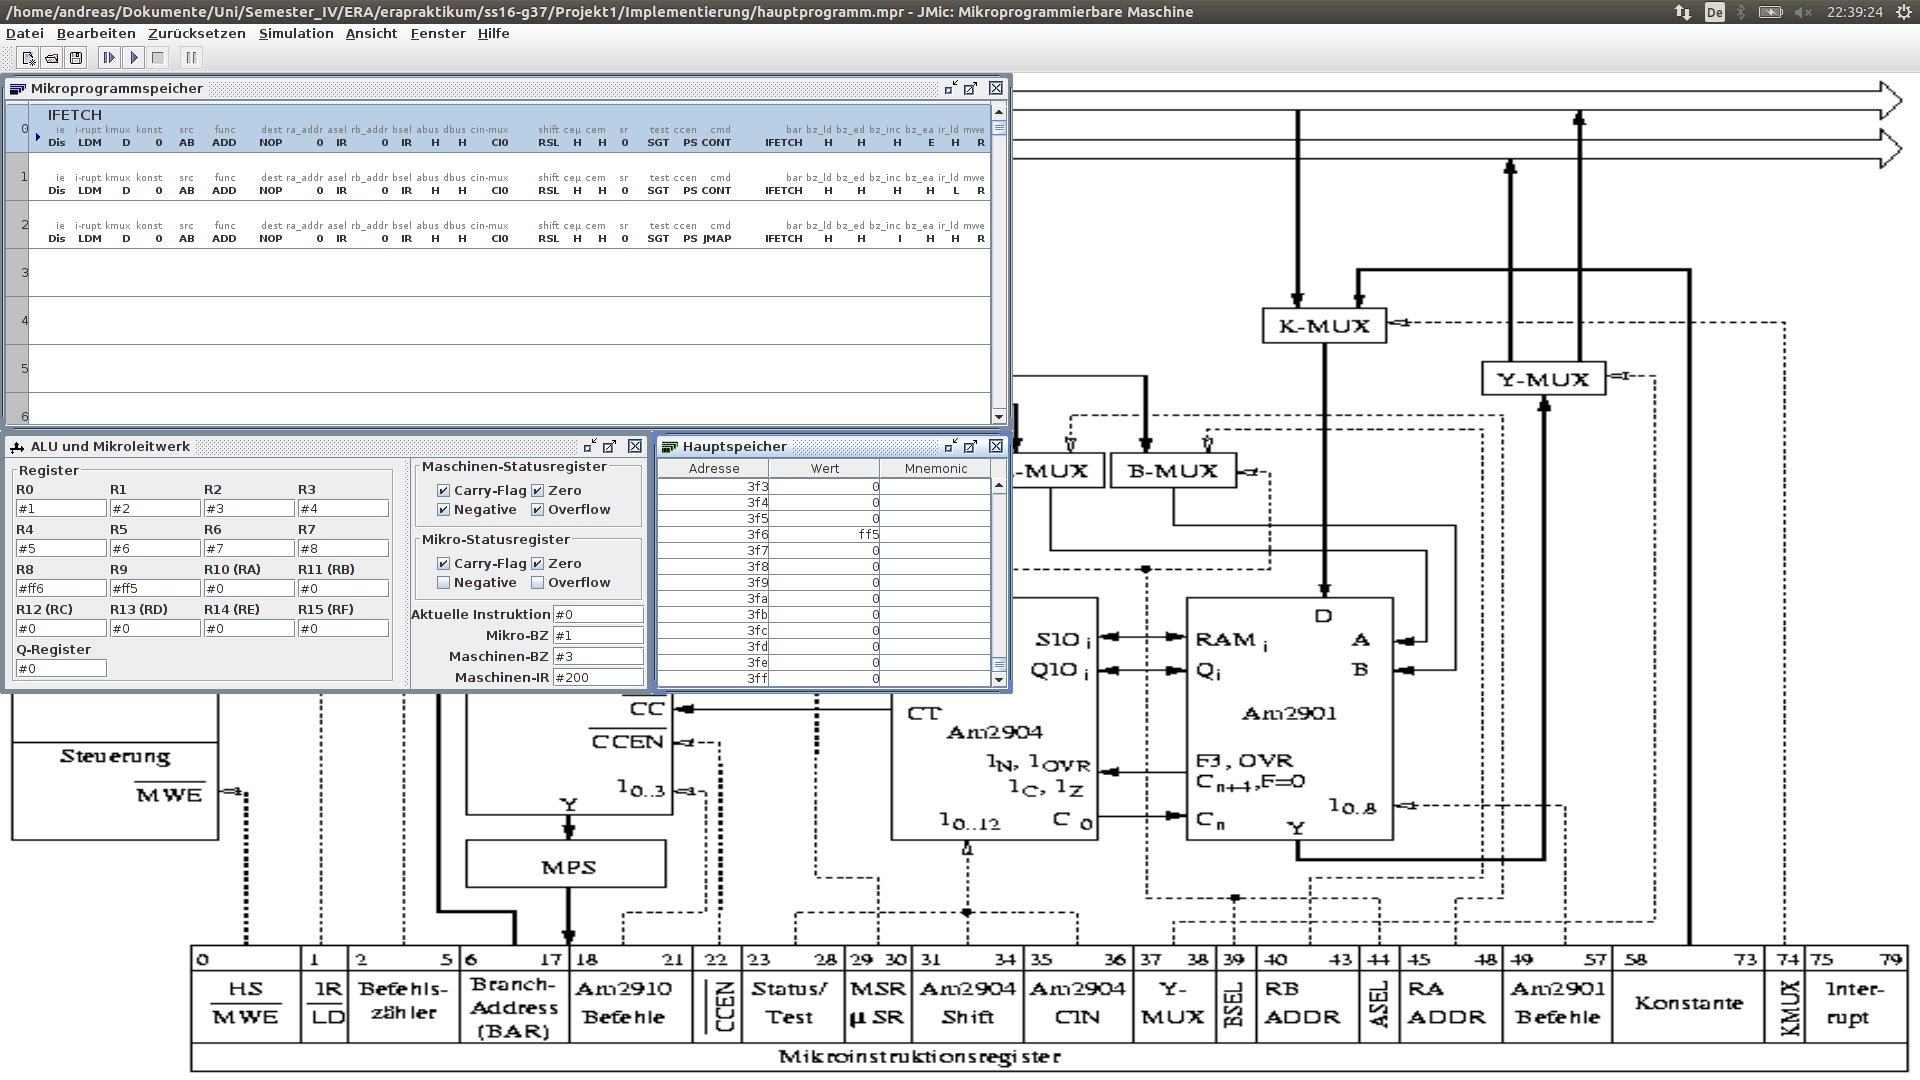 /home/andreas/Dokumente/Uni/Semester_IV/ERA/erapraktikum/ss16-g37/Projekt1/Implementierung/hauptprogramm.mpr - JMic: Mikroprogrammierbare Maschine
De
22:39:24
Datei Bearbeiten Zurücksetzen Simulation Ansicht Fenster Hilfe
Mikroprogrammspeicher
IFETCH
0
ie i-rupt kmux konst src func dest ra_addr asel rb_addr bsel abus dbus cin-mux shift ceµ cem sr test ccen cmd bar bz_ld bz_ed bz_inc bz_ea ir_ld mwe
Dis LDM D 0 AB ADD NOP 0 IR 0 IR H H CI0 RSL H H 0 SGT PS CONT IFETCH H H H E H R
1
ie i-rupt kmux konst src func dest ra_addr asel rb_addr bsel abus dbus cin-mux shift ceµ cem sr test ccen cmd bar bz_ld bz_ed bz_inc bz_ea ir_ld mwe
Dis LDM D 0 AB ADD NOP 0 IR 0 IR H H CI0 RSL H H 0 SGT PS CONT IFETCH H H H H L R
2
ie i-rupt kmux konst src func dest ra_addr asel rb_addr bsel abus dbus cin-mux shift ceµ cem sr test ccen cmd bar bz_ld bz_ed bz_inc bz_ea ir_ld mwe
Dis LDM D 0 AB ADD NOP 0 IR 0 IR H H CI0 RSL H H 0 SGT PS JMAP IFETCH H H I H H R
3
4
5
6
ALU und Mikroleitwerk
Register
R0 R1 R2 R3
#1 #2 #3 #4
R4 R5 R6 R7
#5 #6 #7 #8
R8 R9 R10 (RA) R11 (RB)
#ff6 #ff5 #0 #0
R12 (RC) R13 (RD) R14 (RE) R15 (RF)
#0 #0 #0 #0
Q-Register
#0
Maschinen-Statusregister
Carry-Flag Zero
Negative Overflow
Mikro-Statusregister
Carry-Flag Zero
Negative Overflow
Aktuelle Instruktion #0
Mikro-BZ #1
Maschinen-BZ #3
Maschinen-IR #200
Hauptspeicher
Adresse Wert Mnemonic
3f3 0
3f4 0
3f5 0
3f6 ff5
3f7 0
3f8 0
3f9 0
3fa 0
3fb 0
3fc 0
3fd 0
3fe 0
3ff 0
K-MUX
Y-MUX
-MUX
B-MUX
D
SIO i
RAM i
A
QIO i
Qi
B
CC
CT
Am2901
Am2904
CCEN
Steuerung
MWE
IN, IOVR
F3, OVR
IC, IZ
Cn+1,F=0
I0..3
I0..8
Y
I0..12
C0
Cn
Y
MPS
0 1 2 5 6 17 18 21 22 23 28 29 30 31 34 35 36 37 38 39 40 43 44 45 48 49 57 58 73 74 75 79
HS MWE
IR LD
Befehls-zähler
Branch-Address (BAR)
Am2910 Befehle
CCEN
Status/ Test
MSR µSR
Am2904 Shift
Am2904 CIN
Y-MUX
BSEL
RB ADDR
ASEL
RA ADDR
Am2901 Befehle
Konstante
KMUX
Inter-rupt
Mikroinstruktionsregister